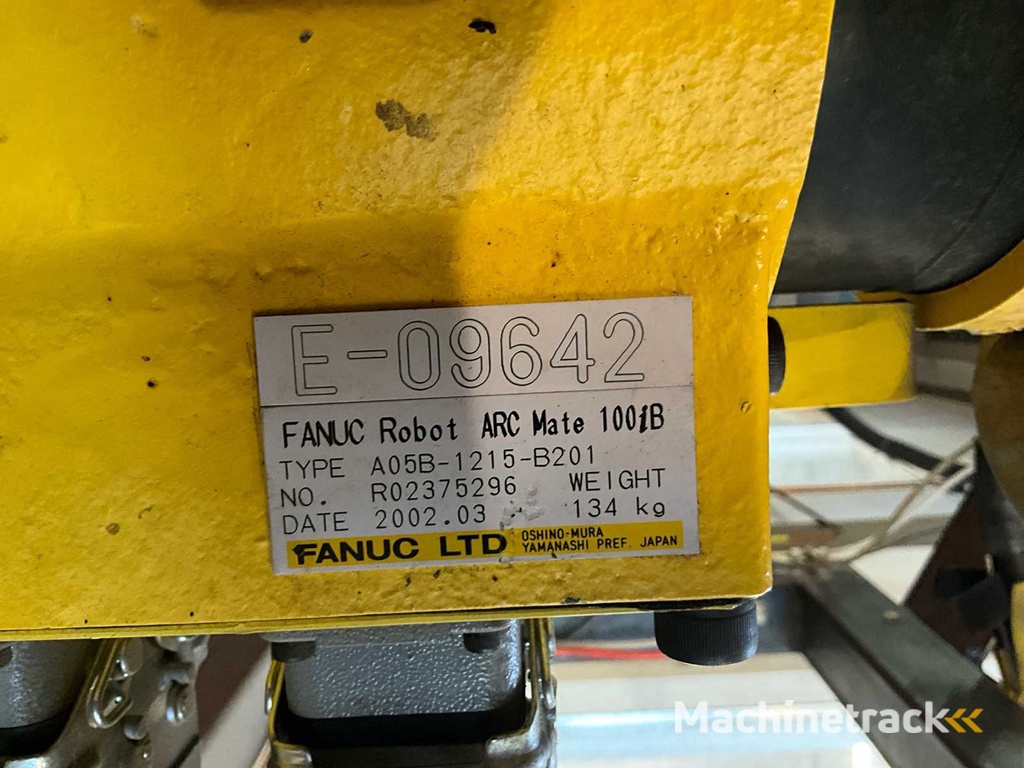 E-09642
FANUC Robot ARC Mate 100iB
TYPE A05B-1215-B201
NO. R02375296 WEIGHT
DATE 2002.03 134 kg
FANUC LTD OSHINO-MURA
YAMANASHI PREF. JAPAN
Machinetrack